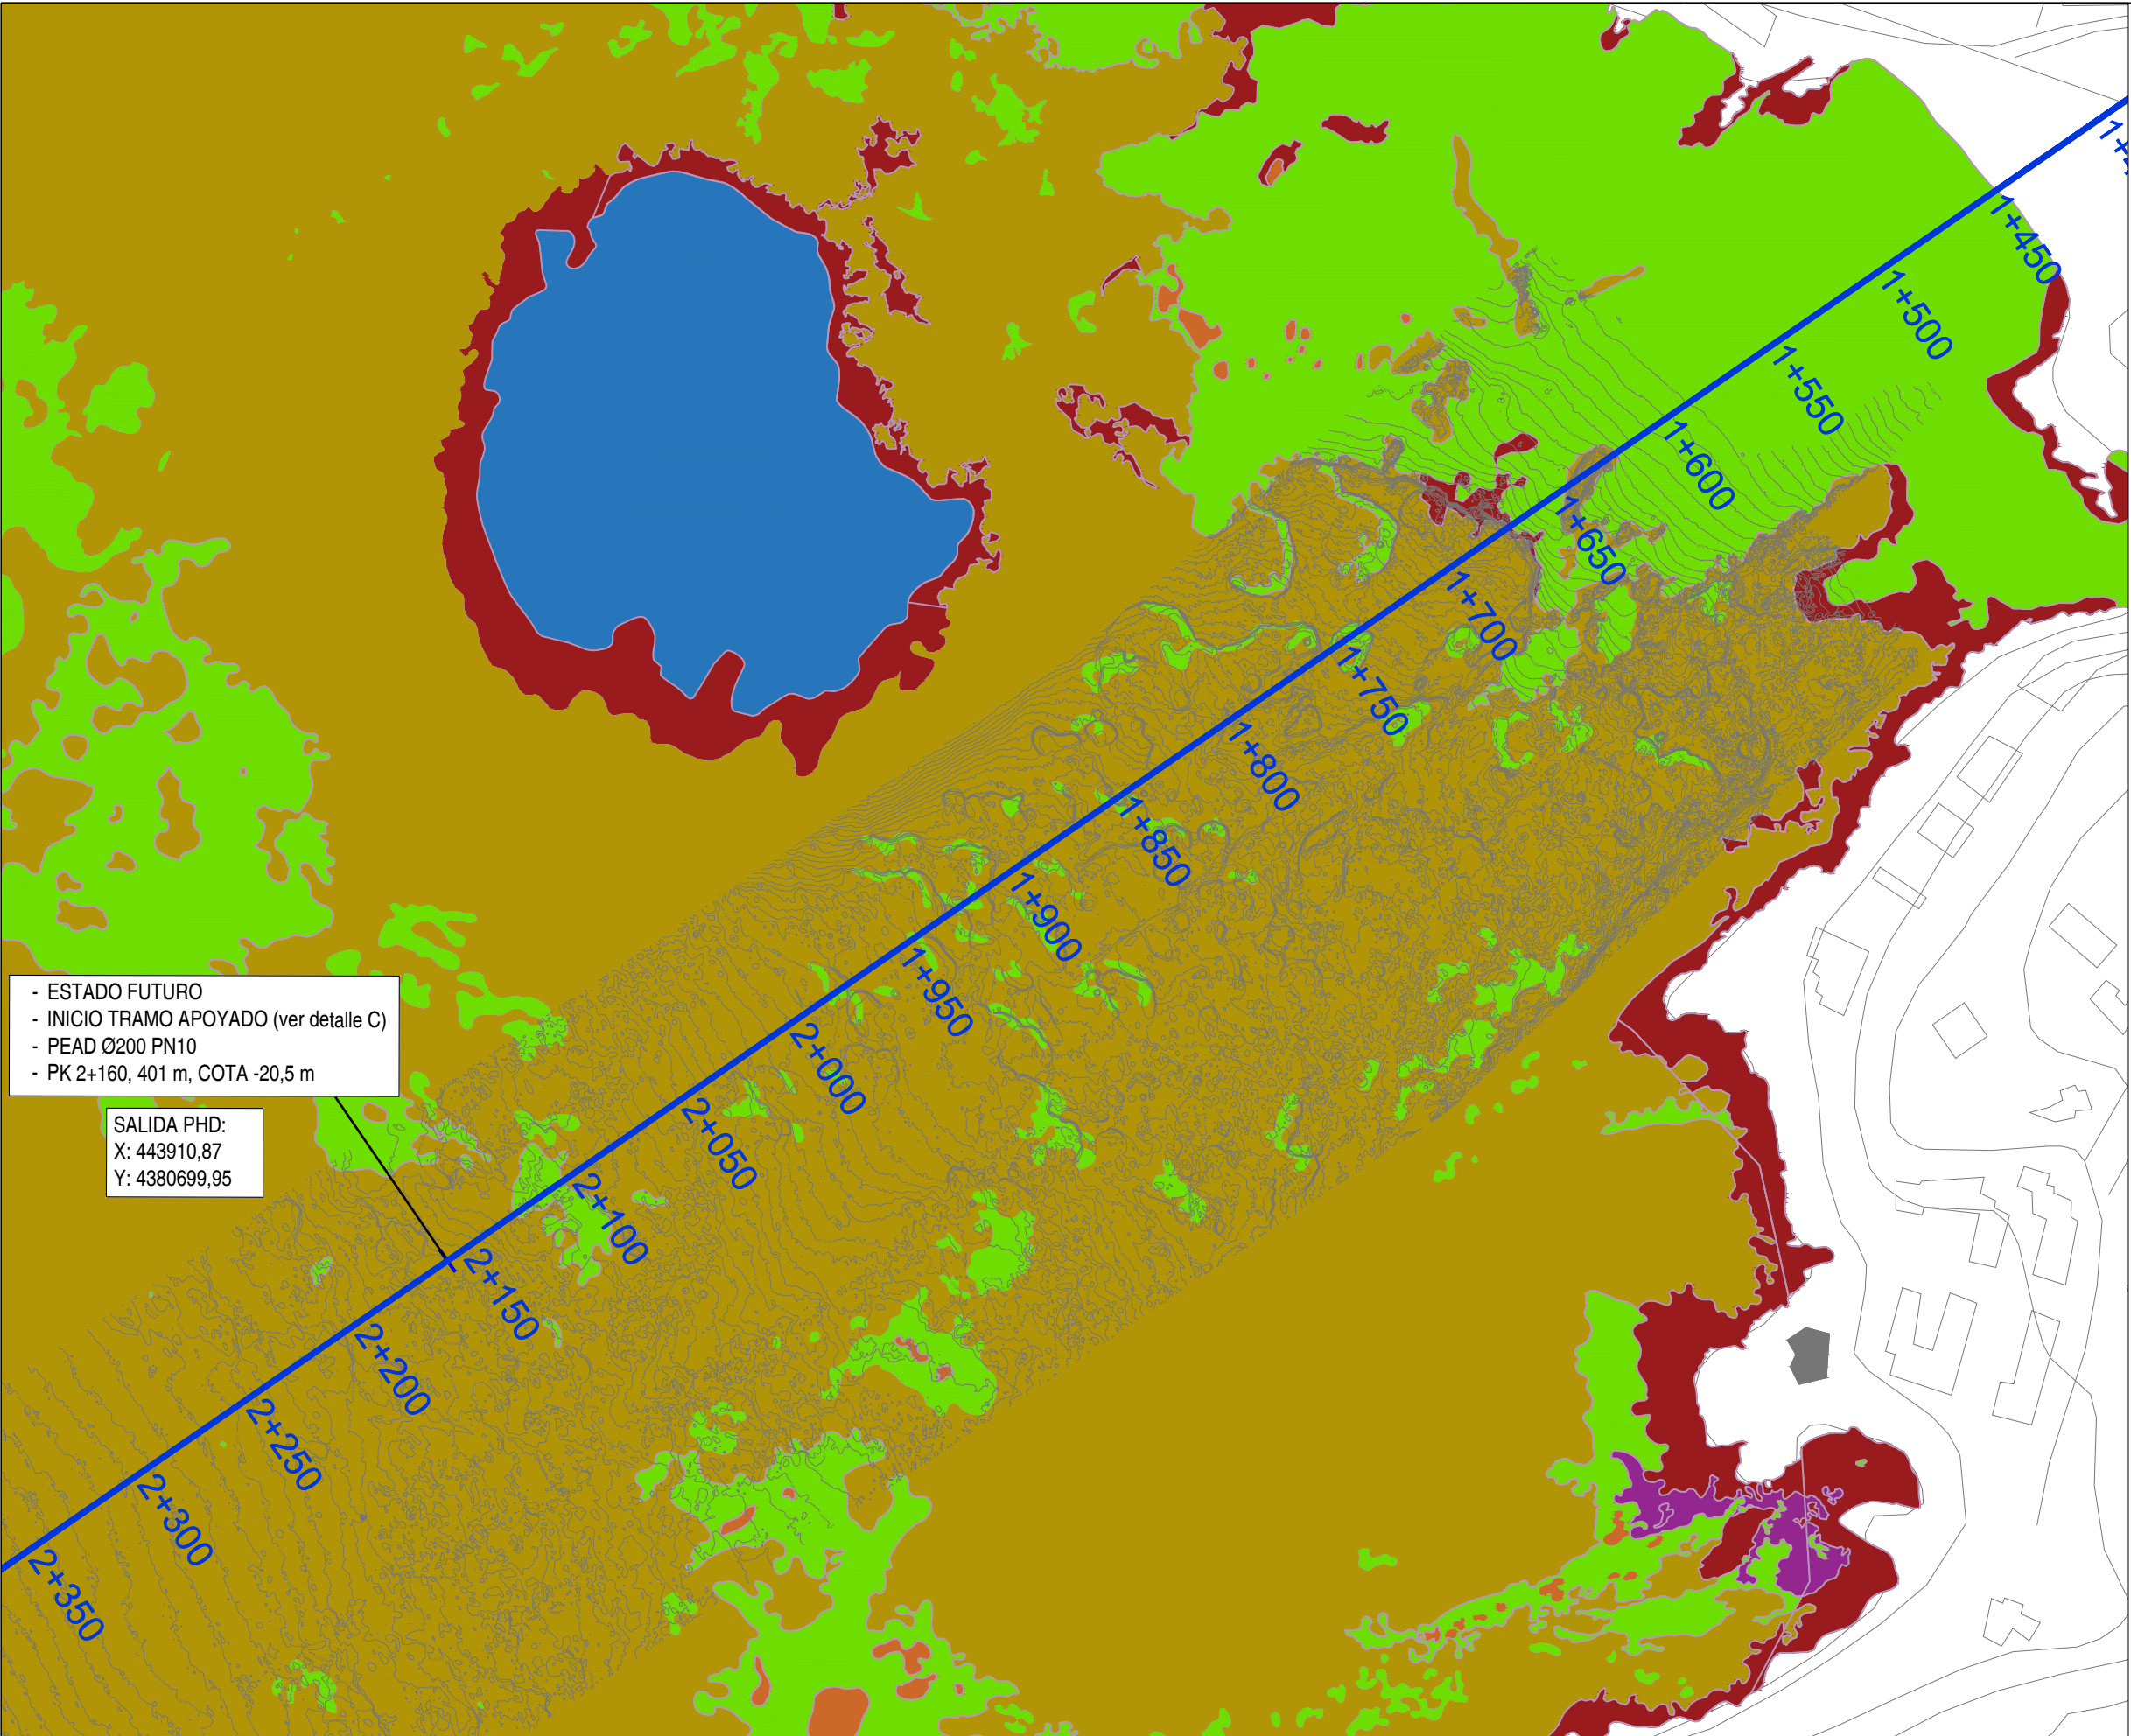 1+4
1+450
1+500
1+550
1+600
1+650
1+700
1+750
1+800
1+850
1+900
1+950
2+000
2+050
2+100
2+150
2+200
2+250
2+300
2+350
- ESTADO FUTURO
- INICIO TRAMO APOYADO (ver detalle C)
- PEAD Ø200 PN10
- PK 2+160, 401 m, COTA -20,5 m
SALIDA PHD:
X: 443910,87
Y: 4380699,95